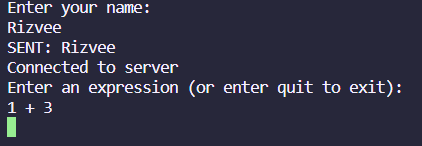 Enter your name:
Rizvee
SENT: Rizvee
Connected to server
Enter an expression (or enter quit to exit):
1 + 3